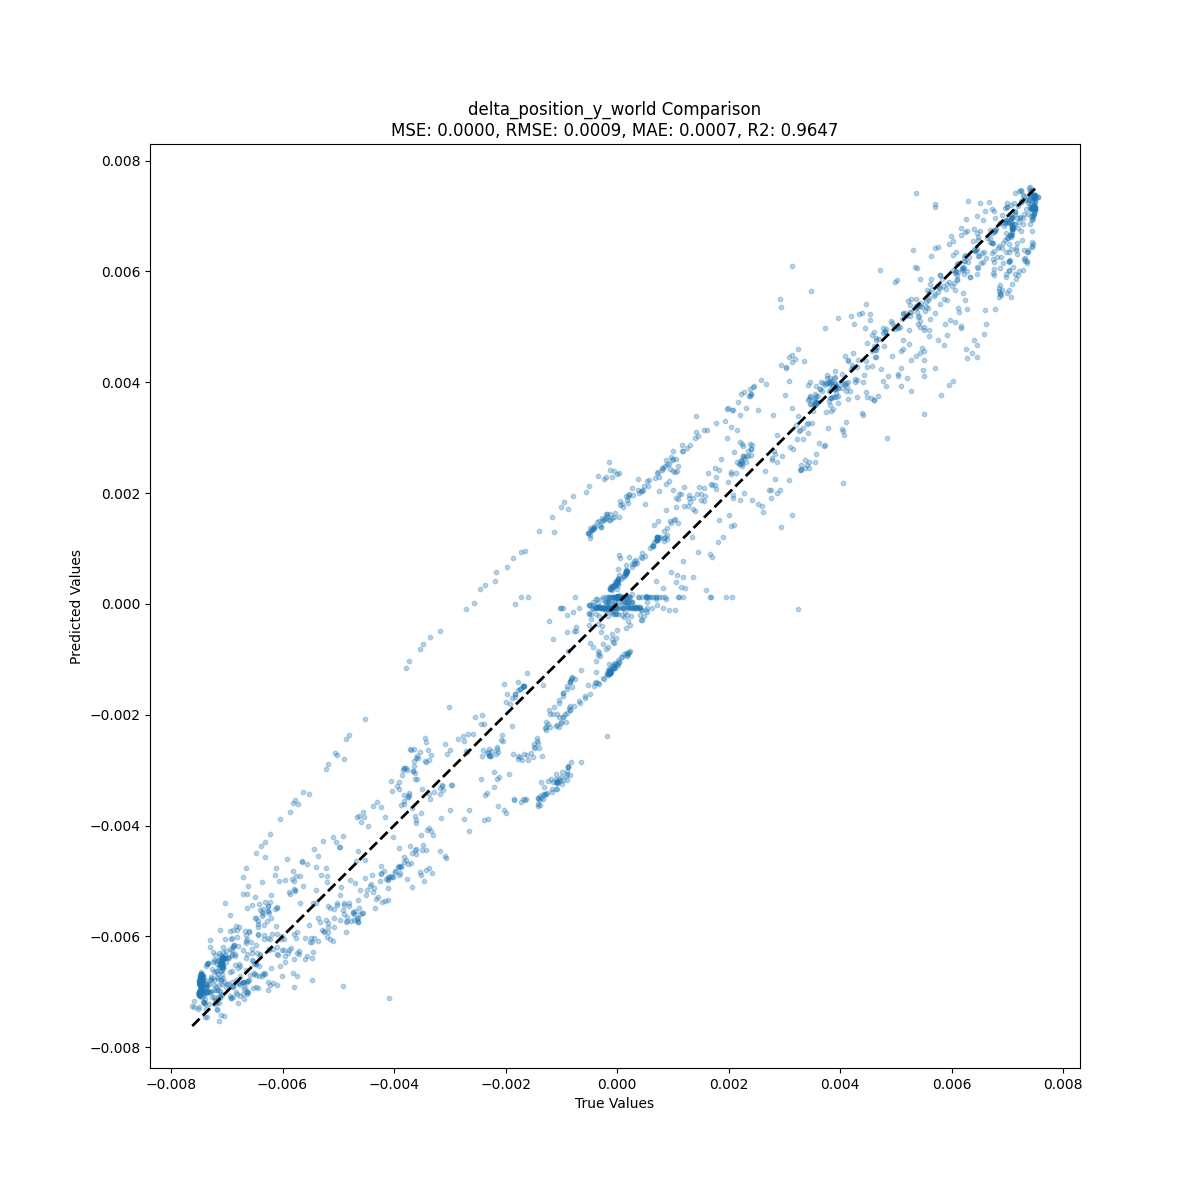 delta_position_y_world Comparison
MSE: 0.0000, RMSE: 0.0009, MAE: 0.0007, R2: 0.9647
0.008
0.006
0.004
0.002
0.000
−0.002
−0.004
−0.006
−0.008
Predicted Values
−0.008 −0.006 −0.004 −0.002 0.000 0.002 0.004 0.006 0.008
True Values